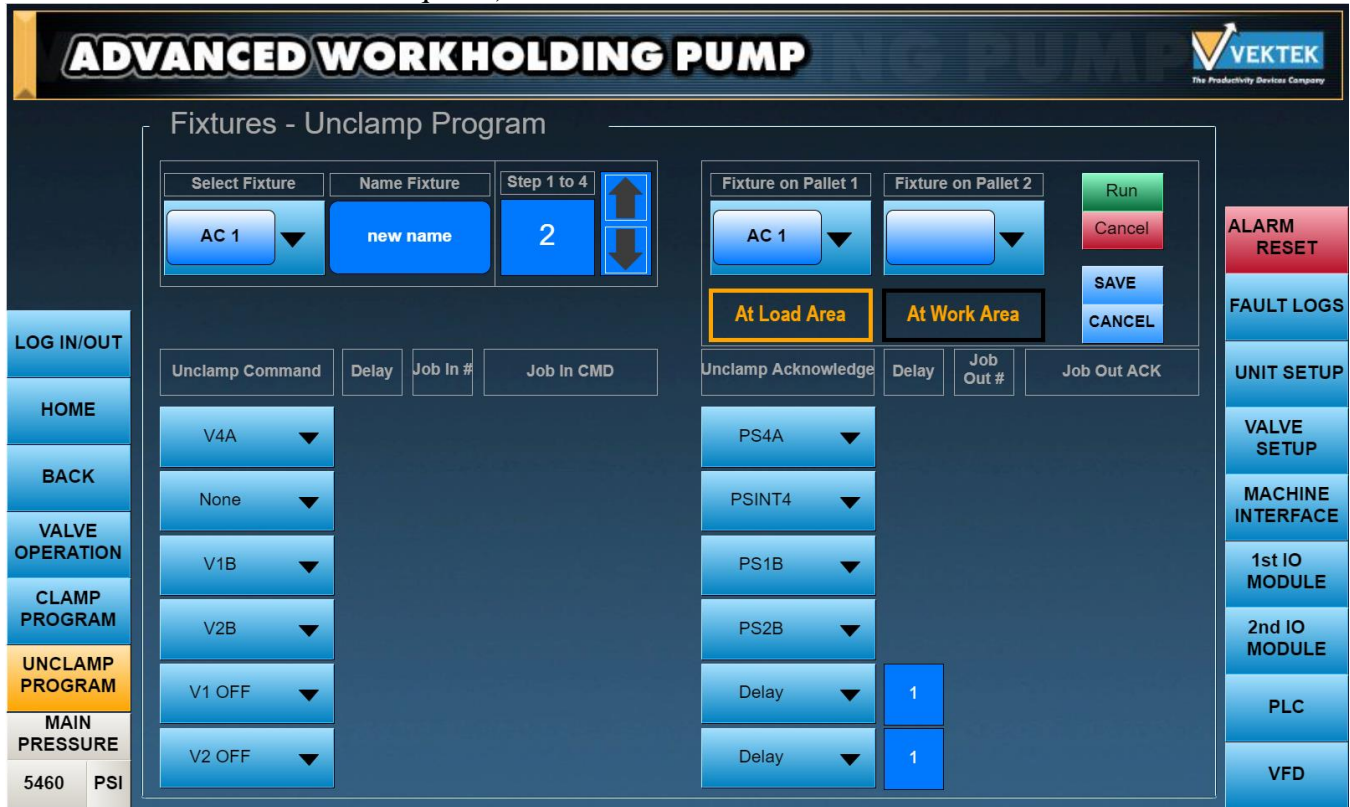 ADVANCED WORKHOLDING PUMP
VEKTEK
The Productivity Devices Company
Fixtures - Unclamp Program
Select Fixture
Name Fixture
Step 1 to 4
AC 1
new name
2
Fixture on Pallet 1
Fixture on Pallet 2
AC 1
At Load Area
At Work Area
Run
Cancel
SAVE
CANCEL
Unclamp Command
Delay
Job In #
Job In CMD
Unclamp Acknowledge
Delay
Job
Out #
Job Out ACK
V4A
PS4A
None
PSINT4
V1B
PS1B
V2B
PS2B
V1 OFF
Delay
1
V2 OFF
Delay
1
LOG IN/OUT
HOME
BACK
VALVE
OPERATION
CLAMP
PROGRAM
UNCLAMP
PROGRAM
MAIN
PRESSURE
5460 PSI
ALARM
RESET
FAULT LOGS
UNIT SETUP
VALVE
SETUP
MACHINE
INTERFACE
1st IO
MODULE
2nd IO
MODULE
PLC
VFD